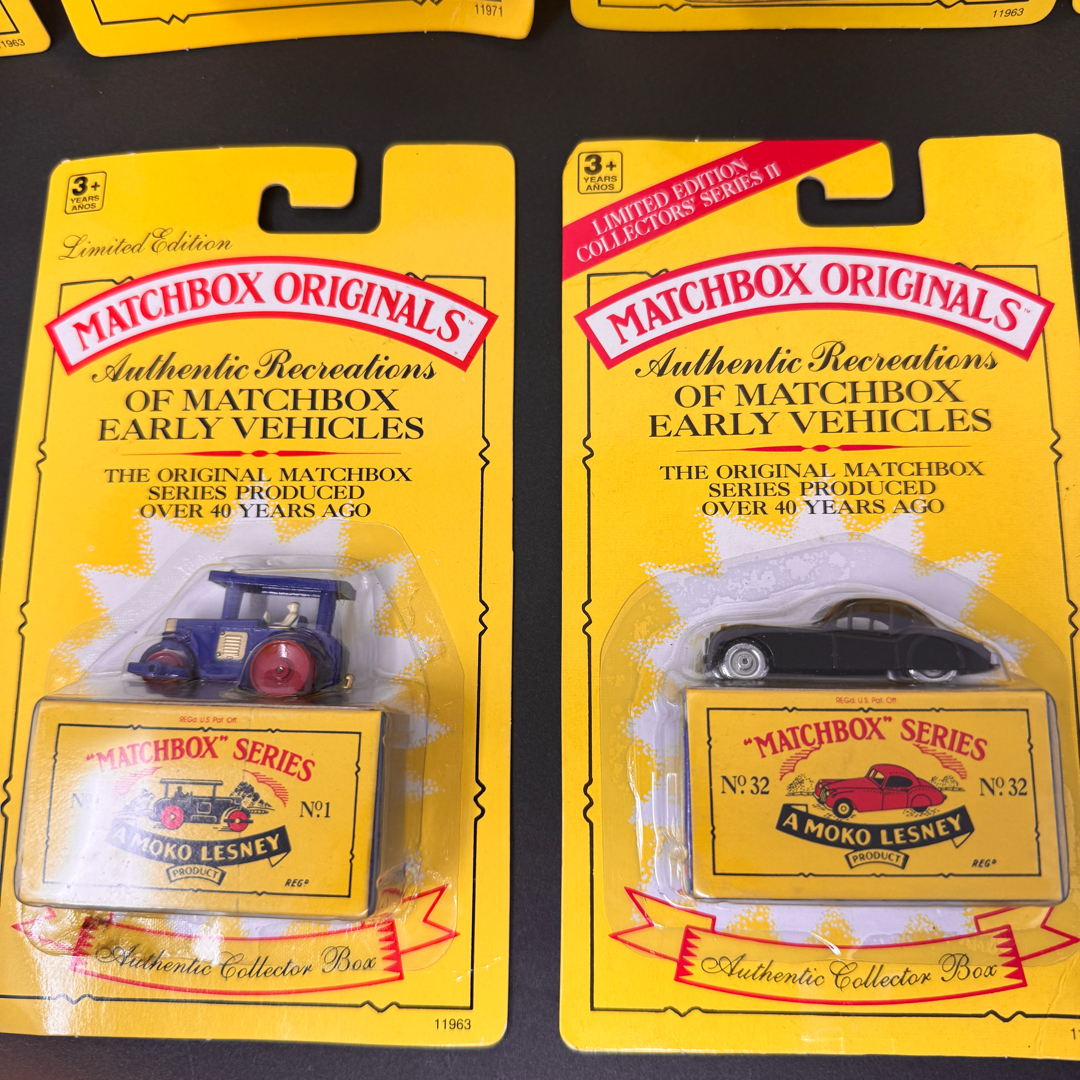 11963
11971
11963
3+
YEARS
AÑOS
Limited Edition
MATCHBOX ORIGINALS™
Authentic Recreations
OF MATCHBOX
EARLY VEHICLES
THE ORIGINAL MATCHBOX
SERIES PRODUCED
OVER 40 YEARS AGO
REGd. U.S. Pat. Off.
"MATCHBOX" SERIES
Nº1
A MOKO LESNEY
PRODUCT
REGD
Authentic Collector Box
11963
3+
YEARS
AÑOS
LIMITED EDITION
COLLECTORS' SERIES II
MATCHBOX ORIGINALS™
Authentic Recreations
OF MATCHBOX
EARLY VEHICLES
THE ORIGINAL MATCHBOX
SERIES PRODUCED
OVER 40 YEARS AGO
REGd. U.S. Pat. Off.
"MATCHBOX" SERIES
Nº 32
Nº 32
A MOKO LESNEY
PRODUCT
REGD
Authentic Collector Box